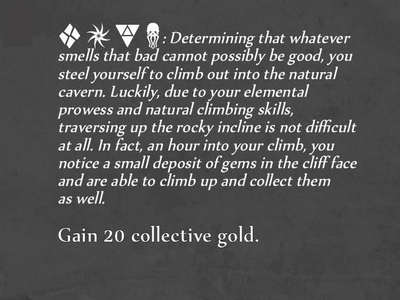 : Determining that whatever
smells that bad cannot possibly be good, you
steel yourself to climb out into the natural
cavern. Luckily, due to your elemental
prowess and natural climbing skills,
traversing up the rocky incline is not difficult
at all. In fact, an hour into your climb, you
notice a small deposit of gems in the cliff face
and are able to climb up and collect them
as well.
Gain 20 collective gold.